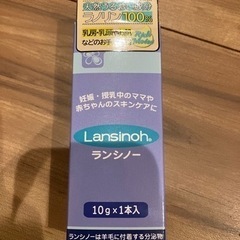 ラノリン100%
乳房・乳頭
などのお手
妊娠・授乳中のママや
赤ちゃんのスキンケアに
Lansinoh®
ランシノー
10g×1本入
ランシノーは羊毛に付着する分泌物